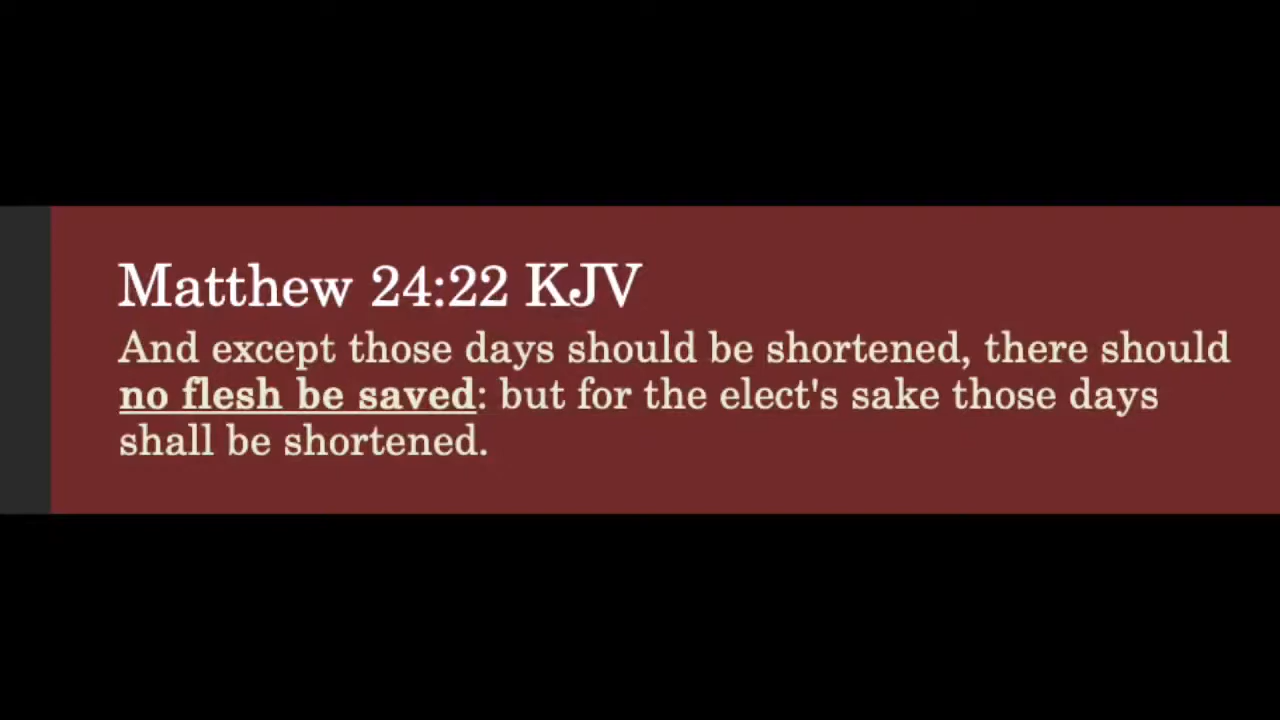 Matthew 24:22 KJV
And except those days should be shortened, there should
no flesh be saved: but for the elect's sake those days
shall be shortened.